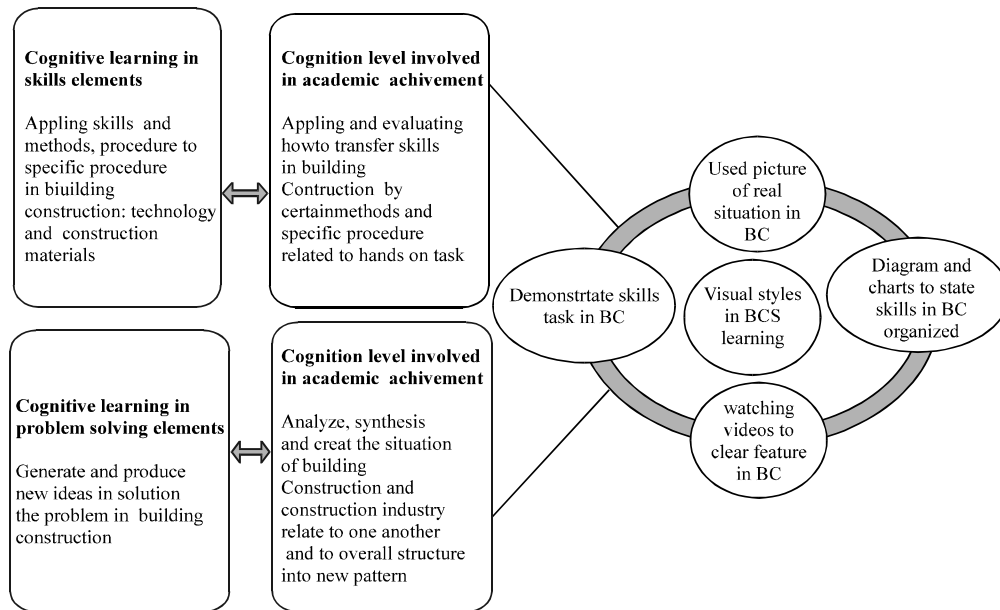 Cognitive learning in
skills elements
Appling skills and
methods, procedure to
specific procedure
in biuilding
construction: technology
and construction
materials
Cognition level involved
in academic achivement
Appling and evaluating
howto transfer skills
in building
Contruction by
certainmethods and
specific procedure
related to hands on task
Cognitive learning in
problem solving elements
Generate and produce
new ideas in solution
the problem in building
construction
Cognition level involved
in academic achivement
Analyze, synthesis
and creat the situation
of building
Construction and
construction industry
relate to one another
and to overall structure
into new pattern
Used picture
of real
situation in
BC
Demonstrtate skills
task in BC
Visual styles
in BCS
learning
Diagram and
charts to state
skills in BC
organized
watching
videos to
clear feature
in BC